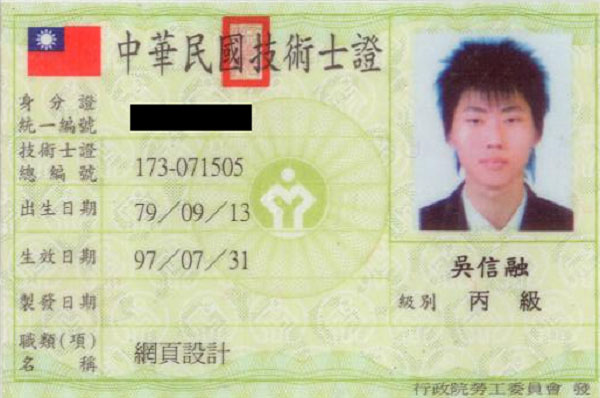 中華民國技術士證
身分證
統一編號
技術士證
總編號 173-071505
出生日期 79／09／13
生效日期 97／07／31
製發日期
職類(項)
名稱 網頁設計
吳信融
級別 丙級
行政院勞工委員會 發